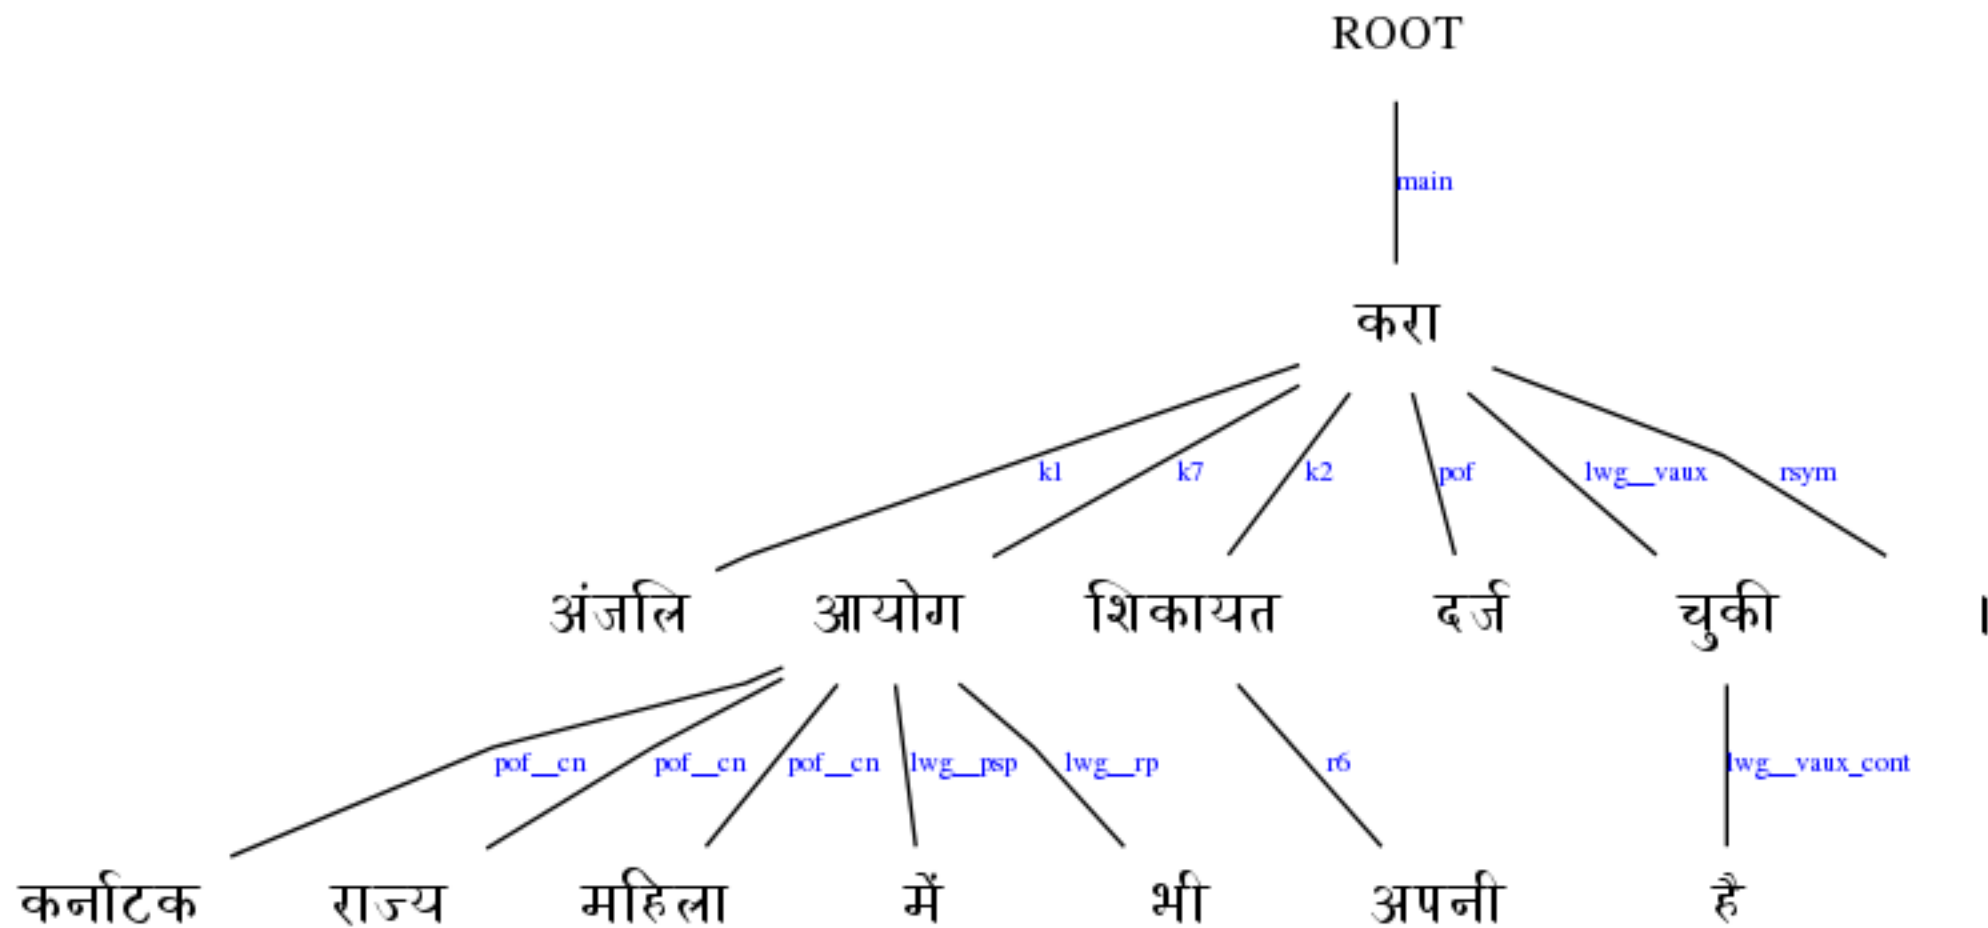 ROOT
main
करा
k1 k7 k2 pof lwg__vaux rsym
अंजलि आयोग शिकायत दर्ज चुकी ।
pof__cn pof__cn pof__cn lwg__psp lwg__rp r6 lwg__vaux_cont
कर्नाटक राज्य महिला में भी अपनी है